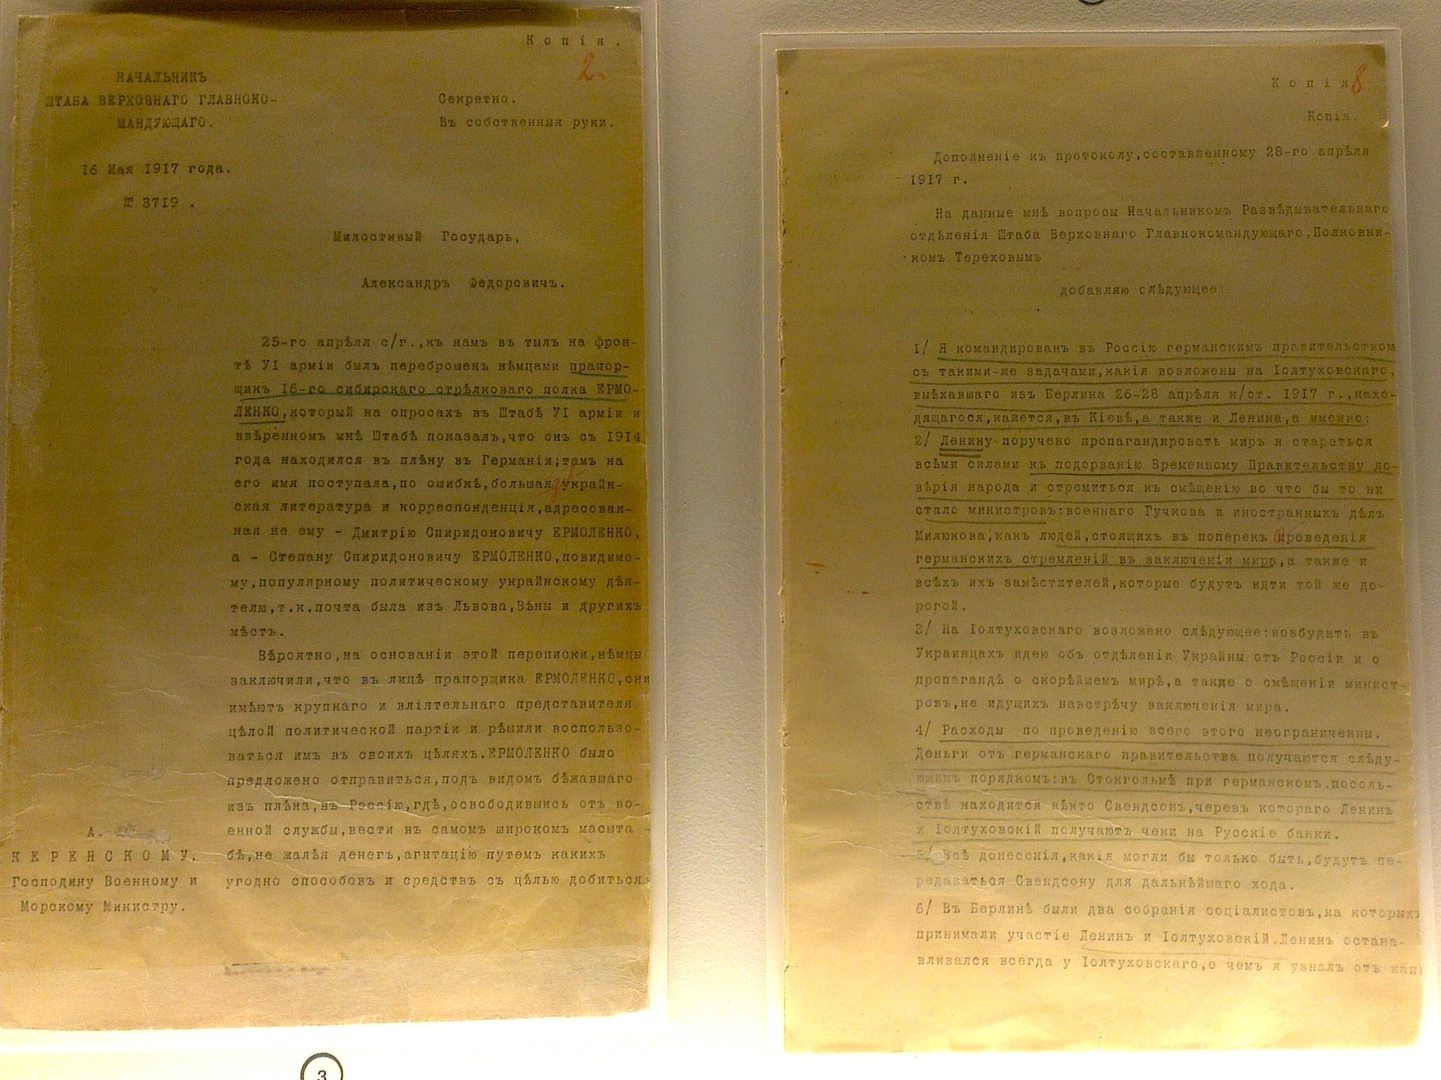 Копія.
2.
НАЧАЛЬНИКЪ
ШТАБА ВЕРХОВНАГО ГЛАВНОКО-
МАНДУЮЩАГО.
Секретно.
Въ собственныя руки.
16 Мая 1917 года.
№ 3719 .
Милостивый Государь,
Александръ Федоровичъ.
25-го апрѣля с/г.,къ намъ въ тылъ на фрон-
тѣ УІ арміи былъ переброшенъ нѣмцами прапор-
щикъ 16-го сибирскаго стрѣлковаго полка ЕРМО-
ЛЕНКО,который на опросахъ въ Штабѣ УІ арміи и
ввѣренномъ мнѣ Штабѣ показалъ,что онъ съ 1914
года находился въ плѣну въ Германіи;тамъ на
его имя поступала,по ошибкѣ,большая украйн-
ская литература и корреспонденція,адресован-
ная не ему - Дмитрію Спиридоновичу ЕРМОЛЕНКО,
а - Степану Спиридоновичу ЕРМОЛЕНКО,повидимо-
му,популярному политическому украйнскому дѣя-
телю,т.к.почта была изъ Львова,Вѣны и другихъ
мѣстъ.
Вѣроятно,на основаніи этой переписки,нѣмцы
заключили,что въ лицѣ прапорщика ЕРМОЛЕНКО,они
имѣютъ крупнаго и вліятельнаго представителя
цѣлой политической партіи и рѣшили воспользо-
ваться имъ въ своихъ цѣляхъ.ЕРМОЛЕНКО было
предложено отправиться,подъ видомъ бѣжавшаго
изъ плѣна,въ Россію,гдѣ,освободившись отъ во-
енной службы,вести въ самомъ широкомъ масшта -
бѣ,не жалѣя денегъ,агитацію путемъ какихъ
угодно способовъ и средствъ съ цѣлью добиться
А.
КЕРЕНСКОМУ.
Господину Военному и
Морскому Министру.
3
Копія
8
Копія.
Дополненіе къ протоколу,составленному 28-го апрѣля
1917 г.
На данные мнѣ вопросы Начальникомъ Развѣдывательнаго
отдѣленія Штаба Верховнаго Главнокомандующаго,Полковни-
комъ Тереховымъ
добавляю слѣдующее:
1/ Я командированъ въ Россію германскимъ правительствомъ
съ такими-же задачами,какія возложены на Іолтуховскаго,
выѣхавшаго изъ Берлина 26-28 апрѣля н/ст. 1917 г.,нахо-
дящагося,кажется,въ Кіевѣ,а также и Ленина,а именно:
2/ Ленину поручено пропагандировать миръ и стараться
всѣми силами къ подорванію Временному Правительству до-
вѣрія народа и стремиться къ смѣщенію во что бы то ни
стало министровъ:военнаго Гучкова и иностранныхъ дѣлъ
Милюкова,какъ людей,стоящихъ въ поперекъ проведенія
германскихъ стремленій въ заключеніи мира,а также и
всѣхъ ихъ замѣстителей,которые будутъ идти той же до-
рогой.
3/ На Іолтуховскаго возложено слѣдующее:возбудить въ
Украинцахъ идею объ отдѣленіи Украйны отъ Россіи и о
пропагандѣ о скорѣйшемъ мирѣ,а также о смѣщеніи минист-
ровъ,не идущихъ навстрѣчу заключенія мира.
4/ Расходы по проведенію всего этого неограниченны.
Деньги отъ германскаго правительства получаются слѣду-
ющимъ порядкомъ:въ Стокгольмѣ при германскомъ посоль-
ствѣ находится нѣкто Свендсонъ,черезъ котораго Ленинъ
и Іолтуховскій получаютъ чеки на Русскіе банки.
5/ Всѣ донесенія,какія могли бы только быть,будутъ пе-
редаваться Свендсону для дальнѣйшаго хода.
6/ Въ Берлинѣ были два собранія соціалистовъ,на которыхъ
принимали участіе Ленинъ и Іолтуховскій.Ленинъ остана-
вливался всегда у Іолтуховскаго,о чемъ я узналъ отъ кап